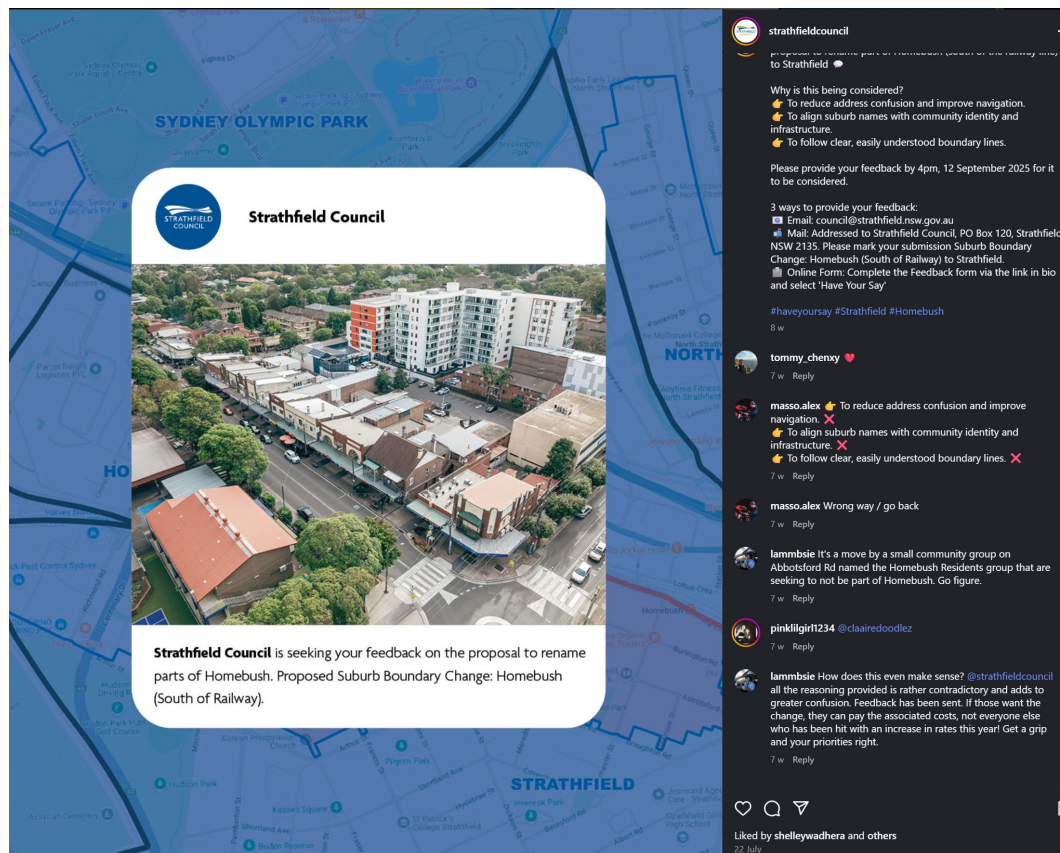 SYDNEY OLYMPIC PARK
STRATHFIELD
COUNCIL
Strathfield Council
NORTH
HO
Strathfield Council is seeking your feedback on the proposal to rename
parts of Homebush. Proposed Suburb Boundary Change: Homebush
(South of Railway).
STRATHFIELD
Hudson Park
Kessell Square
Pilgrim Park
Inveresk Park
strathfieldcouncil
to Strathfield 💬
Why is this being considered?
👉 To reduce address confusion and improve navigation.
👉 To align suburb names with community identity and
infrastructure.
👉 To follow clear, easily understood boundary lines.
Please provide your feedback by 4pm, 12 September 2025 for it
to be considered.
3 ways to provide your feedback:
📧 Email: council@strathfield.nsw.gov.au
📬 Mail: Addressed to Strathfield Council, PO Box 120, Strathfield
NSW 2135. Please mark your submission Suburb Boundary
Change: Homebush (South of Railway) to Strathfield.
📋 Online Form: Complete the Feedback form via the link in bio
and select 'Have Your Say'
#haveyoursay #Strathfield #Homebush
8 w
tommy_chenxy ❤️
7 w Reply
masso.alex 👉 To reduce address confusion and improve
navigation. ❌
👉 To align suburb names with community identity and
infrastructure. ❌
👉 To follow clear, easily understood boundary lines. ❌
7 w Reply
masso.alex Wrong way / go back
7 w Reply
lammbsie It's a move by a small community group on
Abbotsford Rd named the Homebush Residents group that are
seeking to not be part of Homebush. Go figure.
7 w Reply
pinklilgirl1234 @claairedoodlez
7 w Reply
lammbsie How does this even make sense? @strathfieldcouncil
all the reasoning provided is rather contradictory and adds to
greater confusion. Feedback has been sent. If those want the
change, they can pay the associated costs, not everyone else
who has been hit with an increase in rates this year! Get a grip
and your priorities right.
7 w Reply
Liked by shelleywadhera and others
22 July